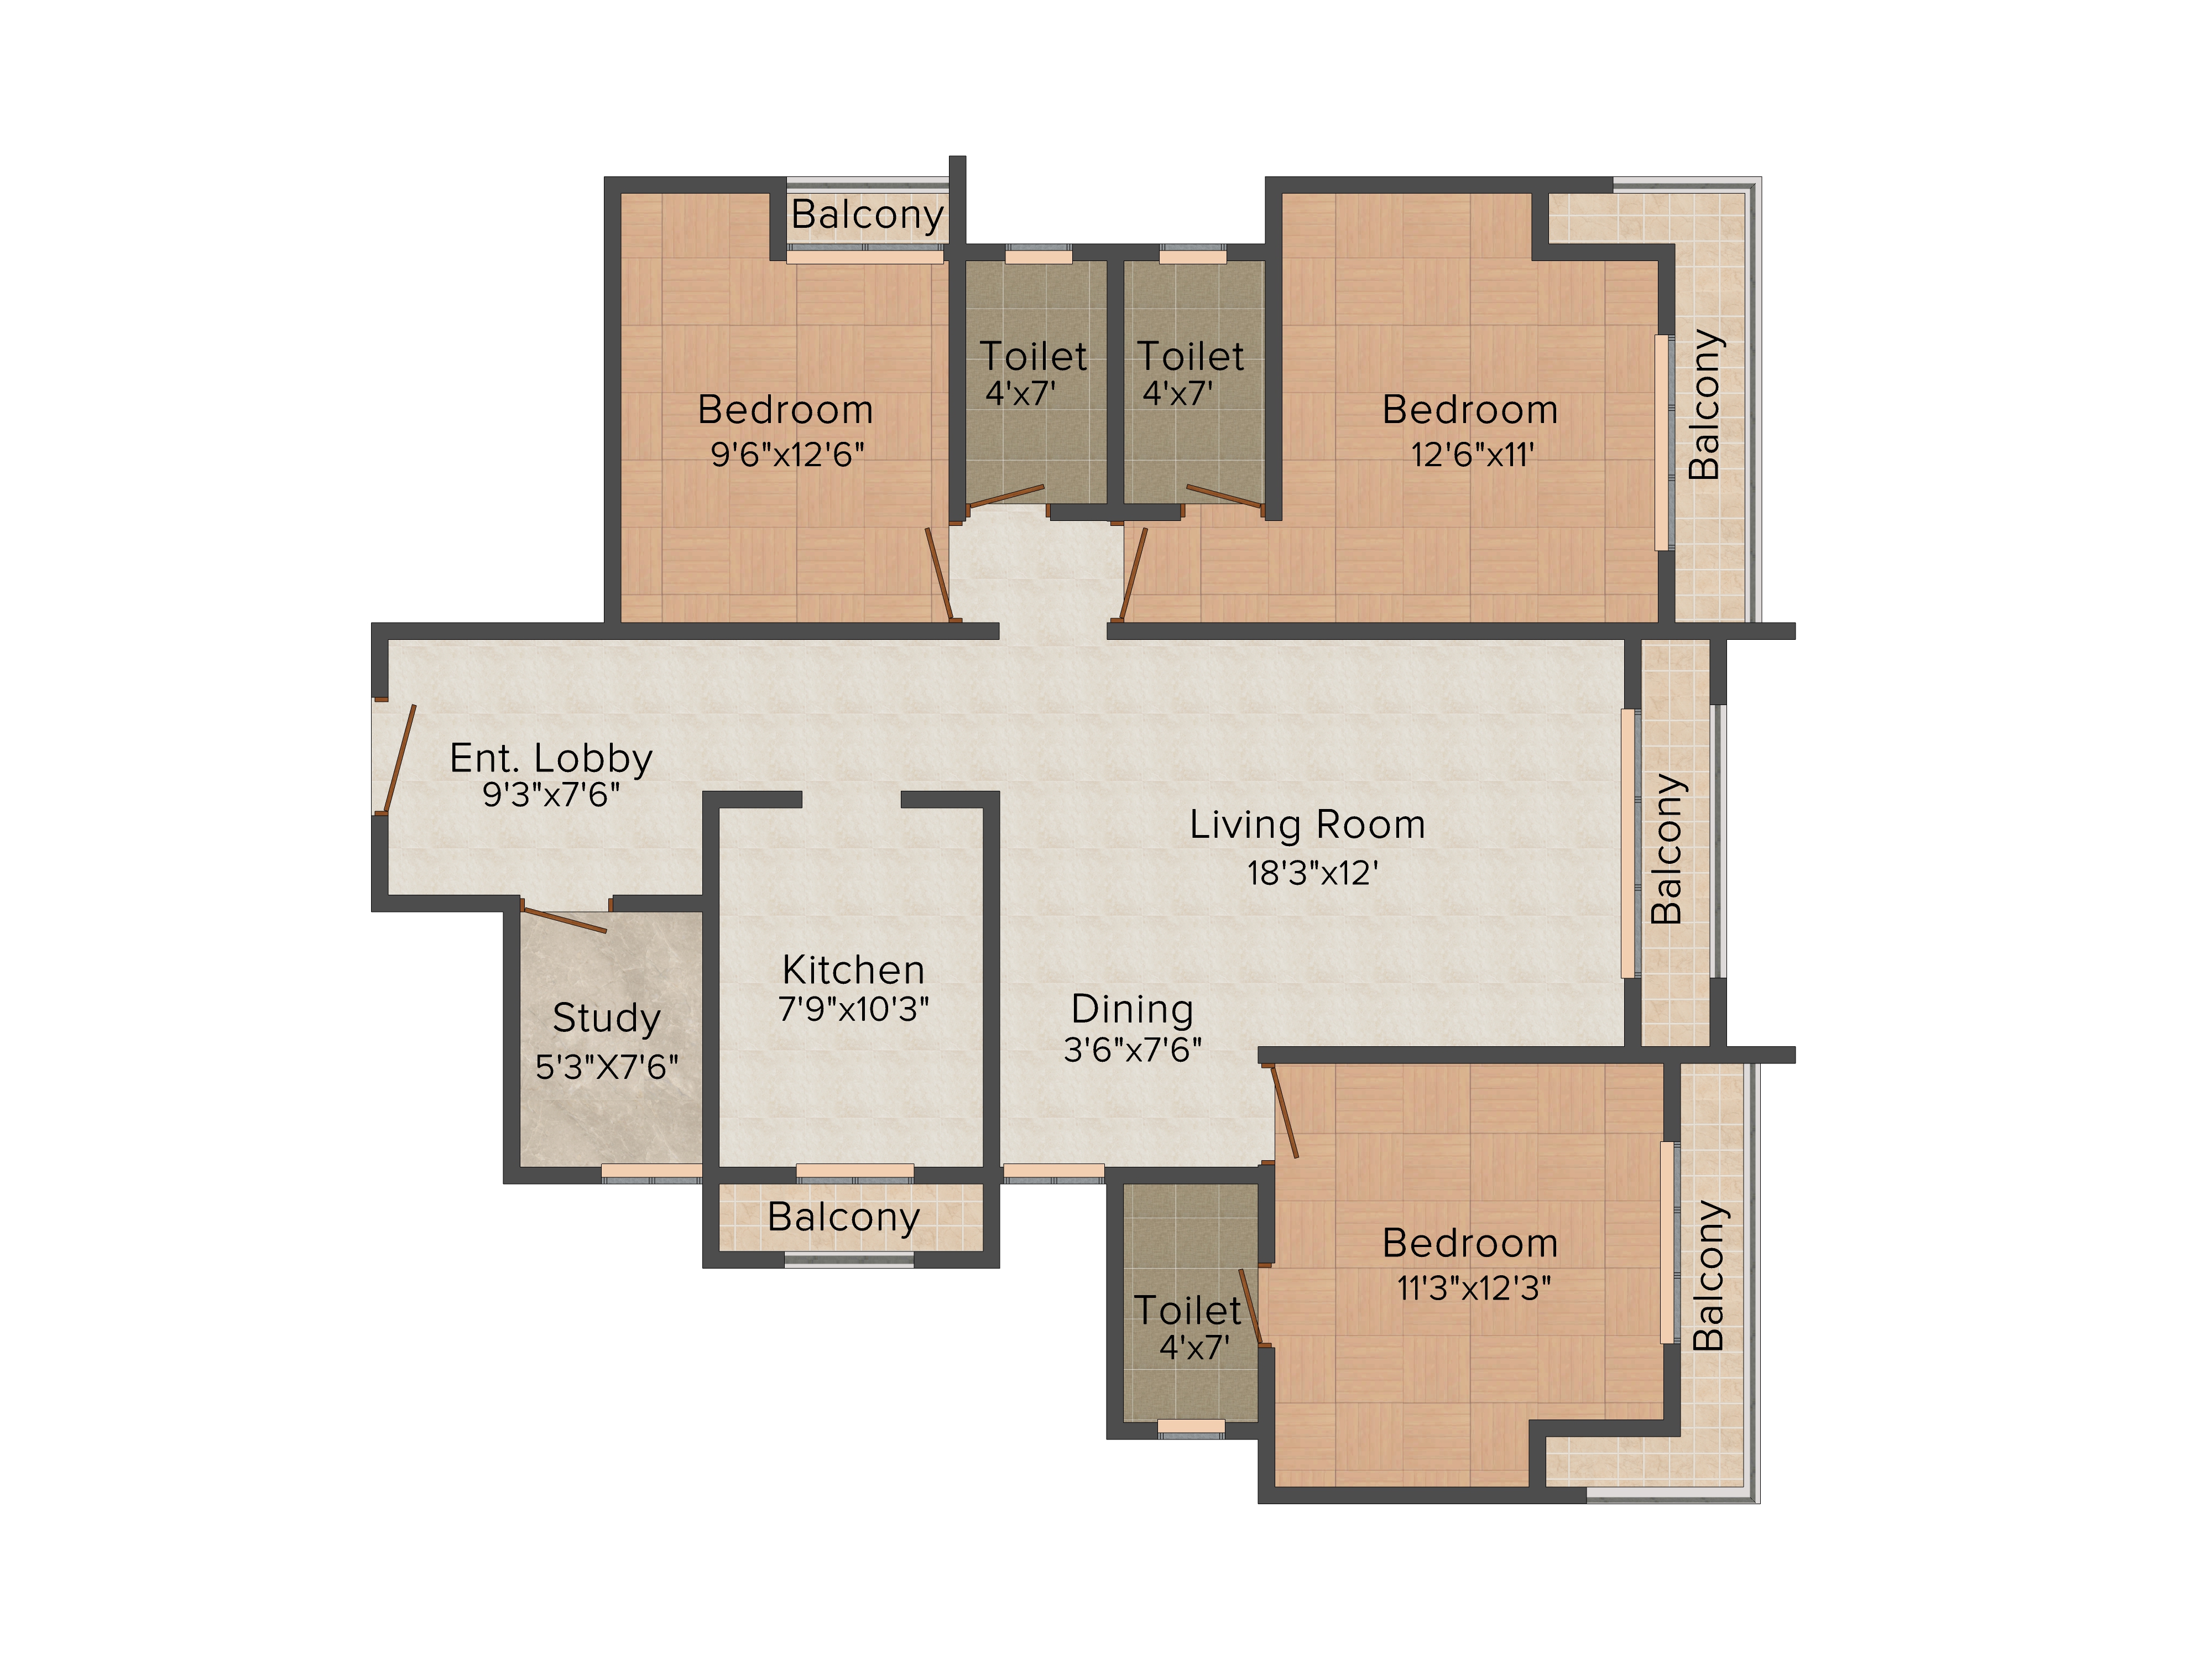 Balcony
Toilet
4'x7'
Toilet
4'x7'
Bedroom
9'6"x12'6"
Bedroom
12'6"x11'
Balcony
Ent. Lobby
9'3"x7'6"
Living Room
18'3"x12'
Balcony
Kitchen
7'9"x10'3"
Dining
3'6"x7'6"
Study
5'3"X7'6"
Balcony
Toilet
4'x7'
Bedroom
11'3"x12'3"
Balcony